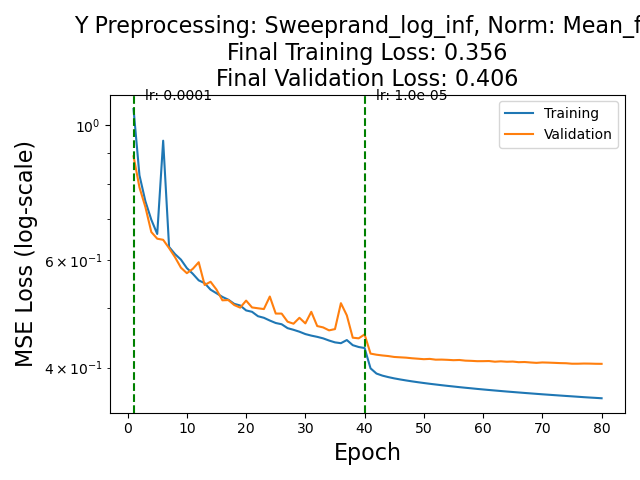 Y Preprocessing: Sweeprand_log_inf, Norm: Mean_f
Final Training Loss: 0.356
Final Validation Loss: 0.406
lr: 0.0001
lr: 1.0e-05
Training
Validation
10⁰
6 × 10⁻¹
4 × 10⁻¹
MSE Loss (log-scale)
0 10 20 30 40 50 60 70 80
Epoch